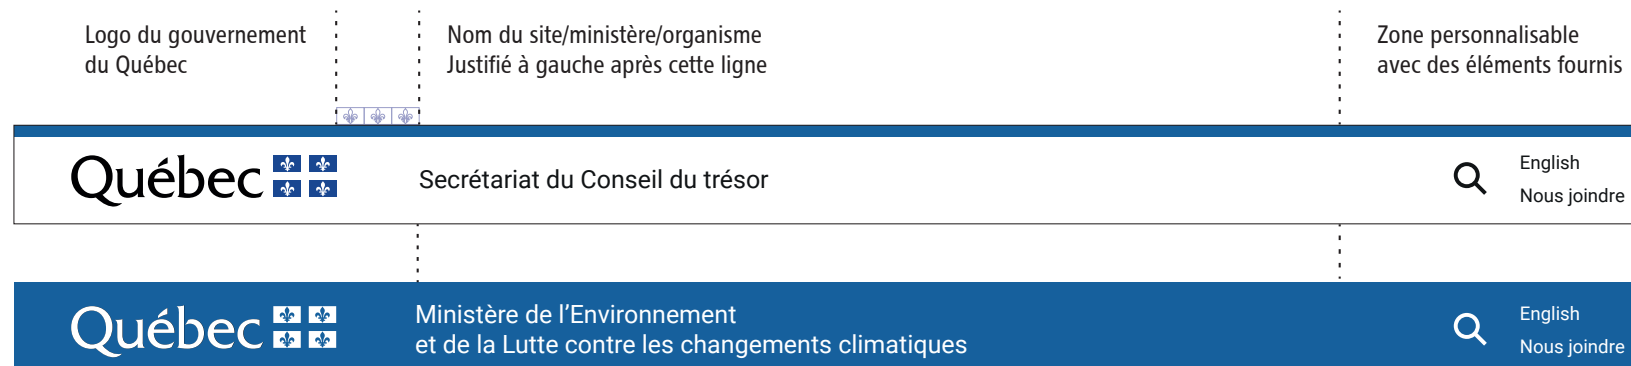 Logo du gouvernement
du Québec
Nom du site/ministère/organisme
Justifié à gauche après cette ligne
Zone personnalisable
avec des éléments fournis
Québec
Secrétariat du Conseil du trésor
English
Nous joindre
Québec
Ministère de l’Environnement
et de la Lutte contre les changements climatiques
English
Nous joindre